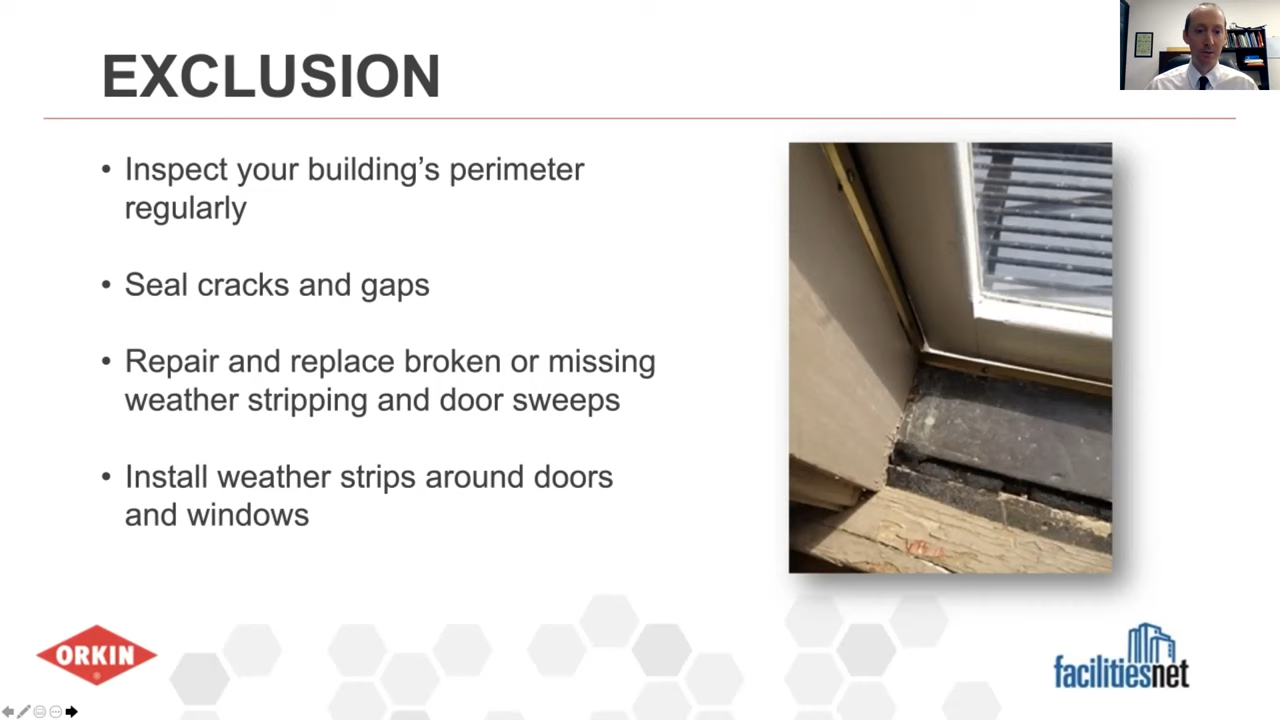 EXCLUSION
• Inspect your building’s perimeter
regularly
• Seal cracks and gaps
• Repair and replace broken or missing
weather stripping and door sweeps
• Install weather strips around doors
and windows
ORKIN
®
facilitiesnet